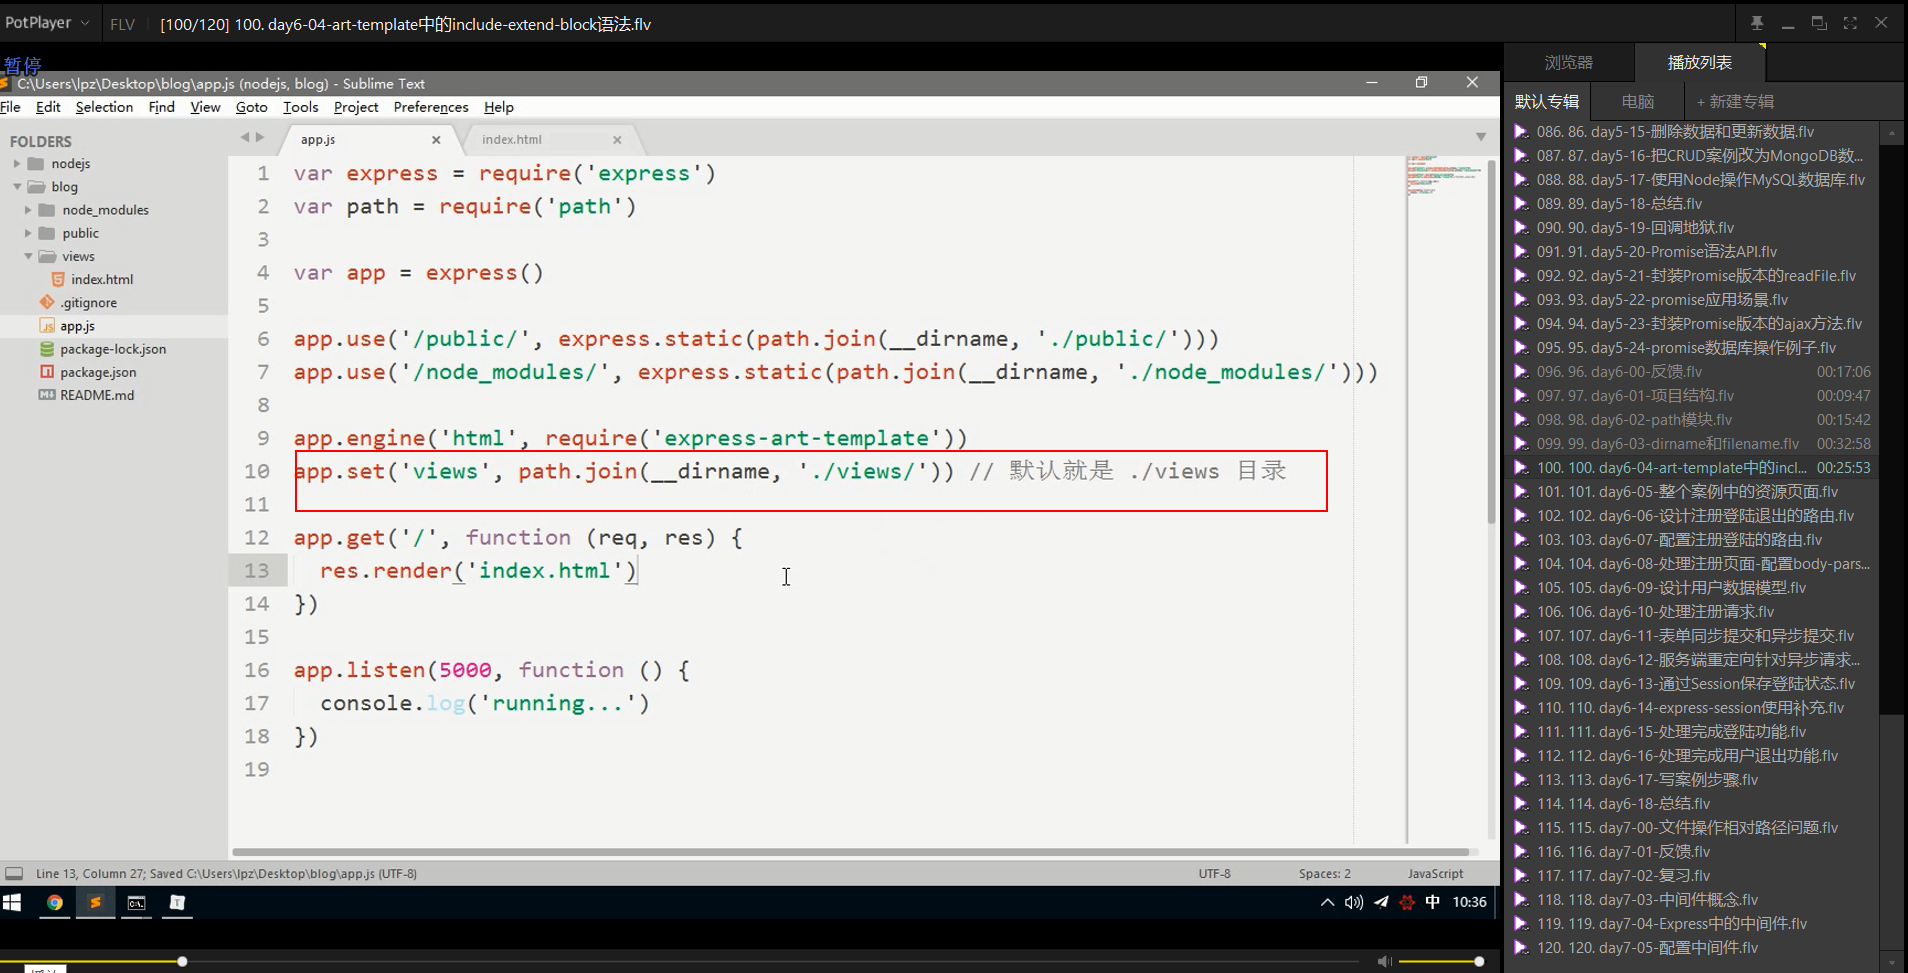 PotPlayer
FLV
[100/120] 100. day6-04-art-template中的include-extend-block语法.flv
暂停
C:\Users\lpz\Desktop\blog\app.js (nodejs, blog) - Sublime Text
File Edit Selection Find View Goto Tools Project Preferences Help
FOLDERS
nodejs
blog
node_modules
public
views
index.html
.gitignore
app.js
package-lock.json
package.json
README.md
app.js
index.html
1 var express = require('express')
2 var path = require('path')
3
4 var app = express()
5
6 app.use('/public/', express.static(path.join(__dirname, './public/')))
7 app.use('/node_modules/', express.static(path.join(__dirname, './node_modules/')))
8
9 app.engine('html', require('express-art-template'))
10 app.set('views', path.join(__dirname, './views/')) // 默认就是 ./views 目录
11
12 app.get('/', function (req, res) {
13 res.render('index.html')
14 })
15
16 app.listen(5000, function () {
17 console.log('running...')
18 })
19
Line 13, Column 27; Saved C:\Users\lpz\Desktop\blog\app.js (UTF-8)
UTF-8
Spaces: 2
JavaScript
中
10:36
浏览器
播放列表
默认专辑
电脑
+ 新建专辑
086. 86. day5-15-删除数据和更新数据.flv
087. 87. day5-16-把CRUD案例改为MongoDB数...
088. 88. day5-17-使用Node操作MySQL数据库.flv
089. 89. day5-18-总结.flv
090. 90. day5-19-回调地狱.flv
091. 91. day5-20-Promise语法API.flv
092. 92. day5-21-封装Promise版本的readFile.flv
093. 93. day5-22-promise应用场景.flv
094. 94. day5-23-封装Promise版本的ajax方法.flv
095. 95. day5-24-promise数据库操作例子.flv
096. 96. day6-00-反馈.flv 00:17:06
097. 97. day6-01-项目结构.flv 00:09:47
098. 98. day6-02-path模块.flv 00:15:42
099. 99. day6-03-dirname和filename.flv 00:32:58
100. 100. day6-04-art-template中的incl... 00:25:53
101. 101. day6-05-整个案例中的资源页面.flv
102. 102. day6-06-设计注册登陆退出的路由.flv
103. 103. day6-07-配置注册登陆的路由.flv
104. 104. day6-08-处理注册页面-配置body-pars...
105. 105. day6-09-设计用户数据模型.flv
106. 106. day6-10-处理注册请求.flv
107. 107. day6-11-表单同步提交和异步提交.flv
108. 108. day6-12-服务端重定向针对异步请求...
109. 109. day6-13-通过Session保存登陆状态.flv
110. 110. day6-14-express-session使用补充.flv
111. 111. day6-15-处理完成登陆功能.flv
112. 112. day6-16-处理完成用户退出功能.flv
113. 113. day6-17-写案例步骤.flv
114. 114. day6-18-总结.flv
115. 115. day7-00-文件操作相对路径问题.flv
116. 116. day7-01-反馈.flv
117. 117. day7-02-复习.flv
118. 118. day7-03-中间件概念.flv
119. 119. day7-04-Express中的中间件.flv
120. 120. day7-05-配置中间件.flv